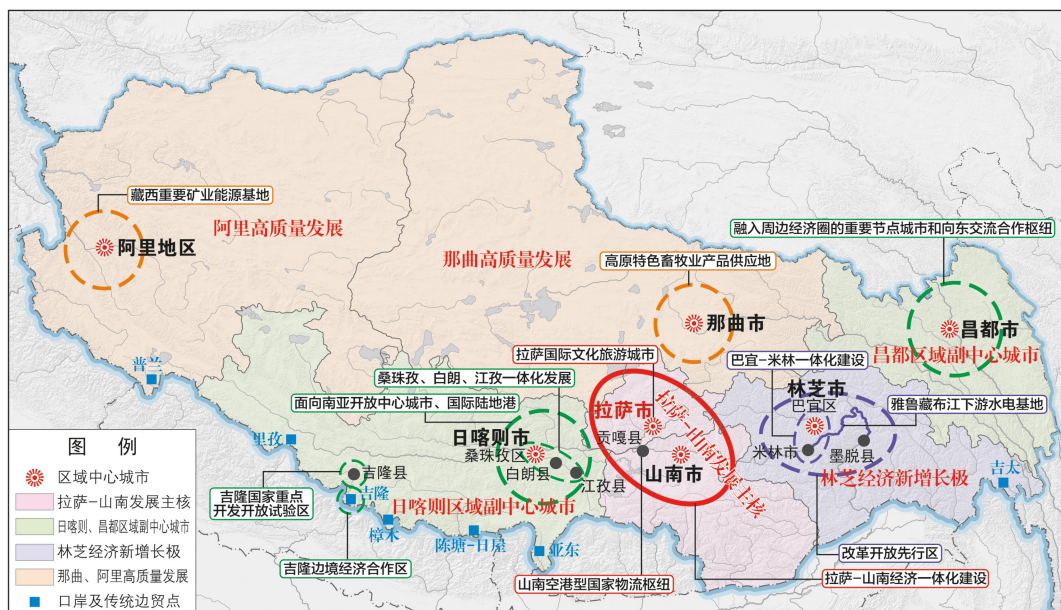 藏西重要矿业能源基地
阿里高质量发展
阿里地区
那曲高质量发展
高原特色畜牧业产品供应地
融入周边经济圈的重要节点城市和向东交流合作枢纽
那曲市
昌都市
昌都区域副中心城市
普兰
拉萨国际文化旅游城市
巴宜-米林一体化建设
桑珠孜、白朗、江孜一体化发展
面向南亚开放中心城市、国际陆地港
林芝市
巴宜区
雅鲁藏布江下游水电基地
拉萨市
拉萨-山南发展主核
日喀则市
桑珠孜区
贡嘎县
里孜
白朗县
山南市
米林市
墨脱县
江孜县
吉隆县
林芝经济新增长极
吉太
吉隆国家重点
开发开放试验区
吉隆
日喀则区域副中心城市
樟木
陈塘-日屋
亚东
吉隆边境经济合作区
山南空港型国家物流枢纽
改革开放先行区
拉萨-山南经济一体化建设
图 例
区域中心城市
拉萨-山南发展主核
日喀则、昌都区域副中心城市
林芝经济新增长极
那曲、阿里高质量发展
口岸及传统边贸点